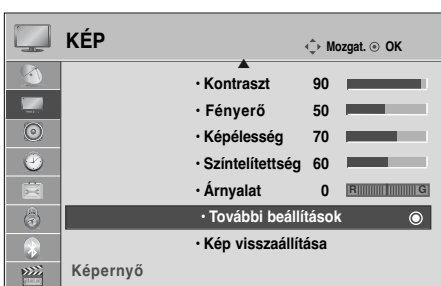 KÉP
Mozgat. OK
• Kontraszt 90
• Fényerő 50
• Képélesség 70
• Színtelítettség 60
• Árnyalat 0 R G
• További beállítások
• Kép visszaállítása
Képernyő